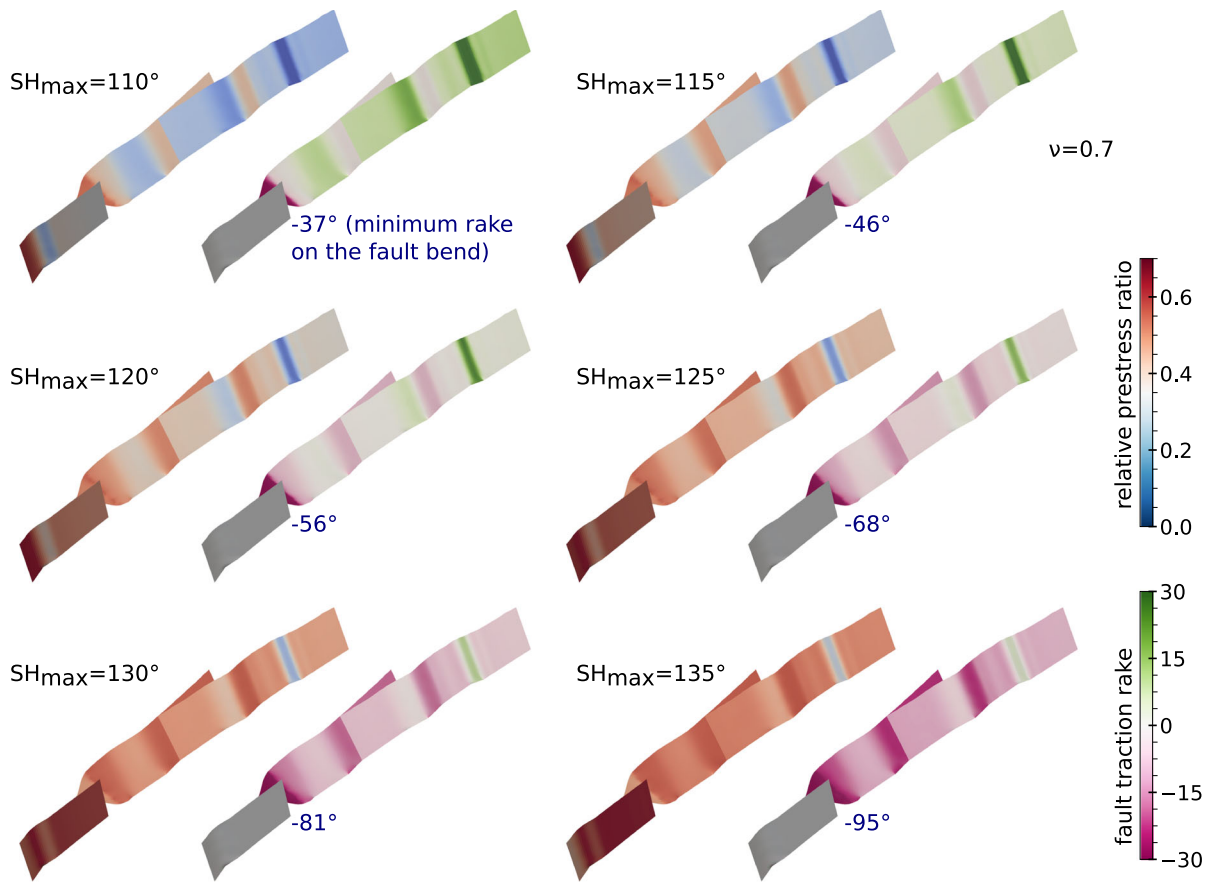 SHmax=110°
SHmax=115°
ν=0.7
-37° (minimum rake
on the fault bend)
-46°
SHmax=120°
SHmax=125°
-56°
-68°
SHmax=130°
SHmax=135°
-81°
-95°
relative prestress ratio
0.6
0.4
0.2
0.0
fault traction rake
30
15
0
−15
−30